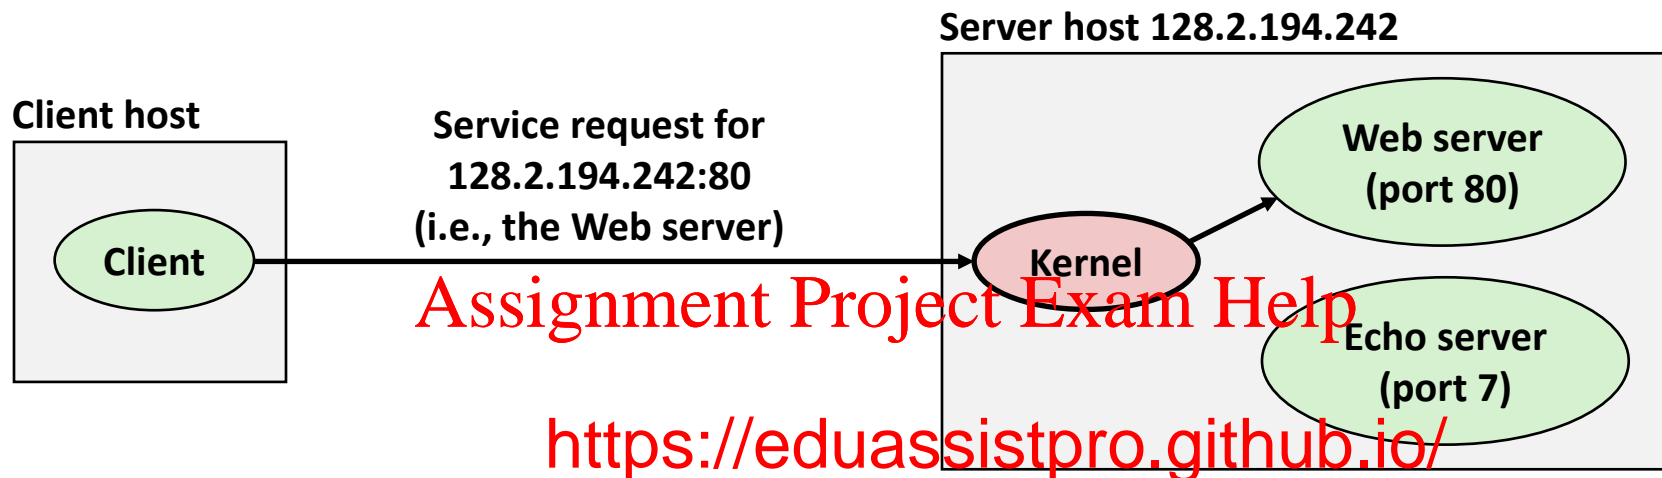 Server host 128.2.194.242
Client host
Service request for
128.2.194.242:80
(i.e., the Web server)
Client
Kernel
Web server
(port 80)
Assignment Project Exam Help
Echo server
(port 7)
https://eduassistpro.github.io/